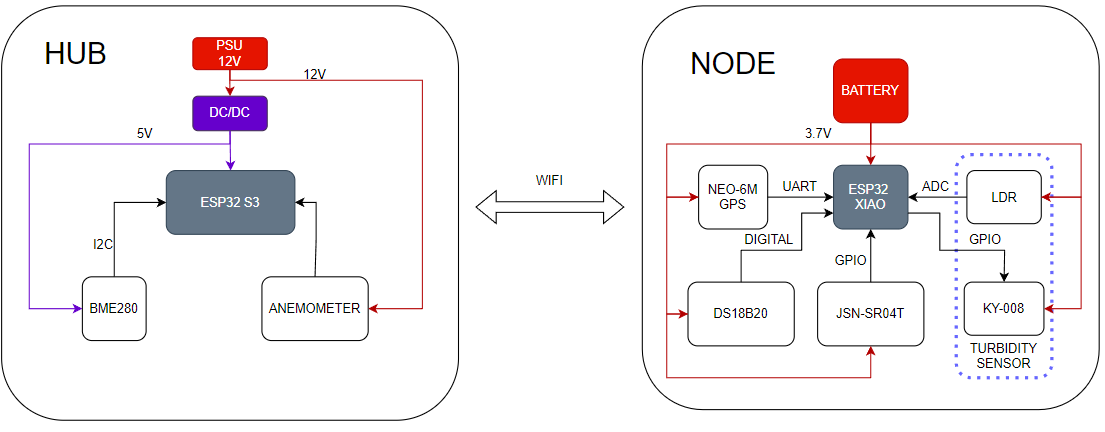 HUB
PSU
12V
12V
DC/DC
5V
ESP32 S3
I2C
BME280
ANEMOMETER
WIFI
NODE
BATTERY
3.7V
NEO-6M
GPS
UART
ESP32
XIAO
ADC
LDR
DIGITAL
GPIO
GPIO
DS18B20
JSN-SR04T
KY-008
TURBIDITY
SENSOR